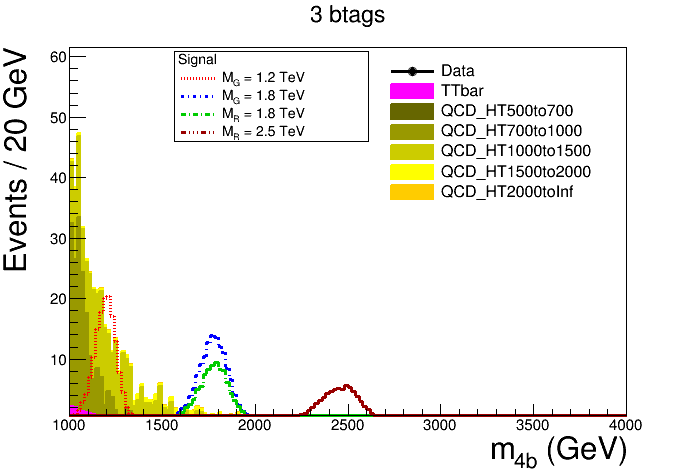 3 btags
Events / 20 GeV
60
50
40
30
20
10
Signal
M_G = 1.2 TeV
M_G = 1.8 TeV
M_R = 1.8 TeV
M_R = 2.5 TeV
Data
TTbar
QCD_HT500to700
QCD_HT700to1000
QCD_HT1000to1500
QCD_HT1500to2000
QCD_HT2000toInf
1000 1500 2000 2500 3000 3500 4000
m_4b (GeV)